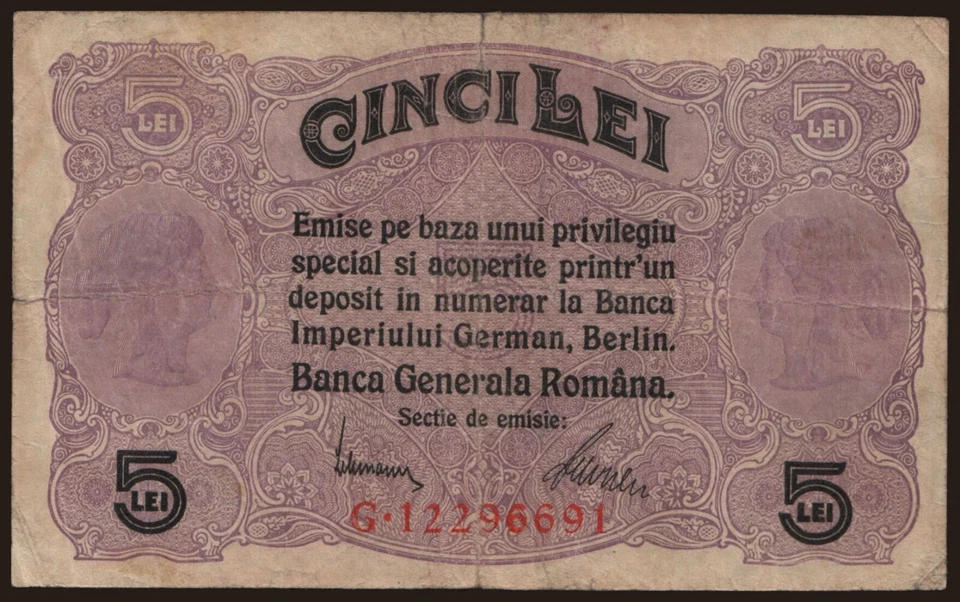 5 LEI
CINCI LEI
5 LEI
Emise pe baza unui privilegiu
special si acoperite printr'un
deposit in numerar la Banca
Imperiului German, Berlin.
Banca Generala Româna.
Sectie de emisie:
5 LEI
G·12296691
5 LEI